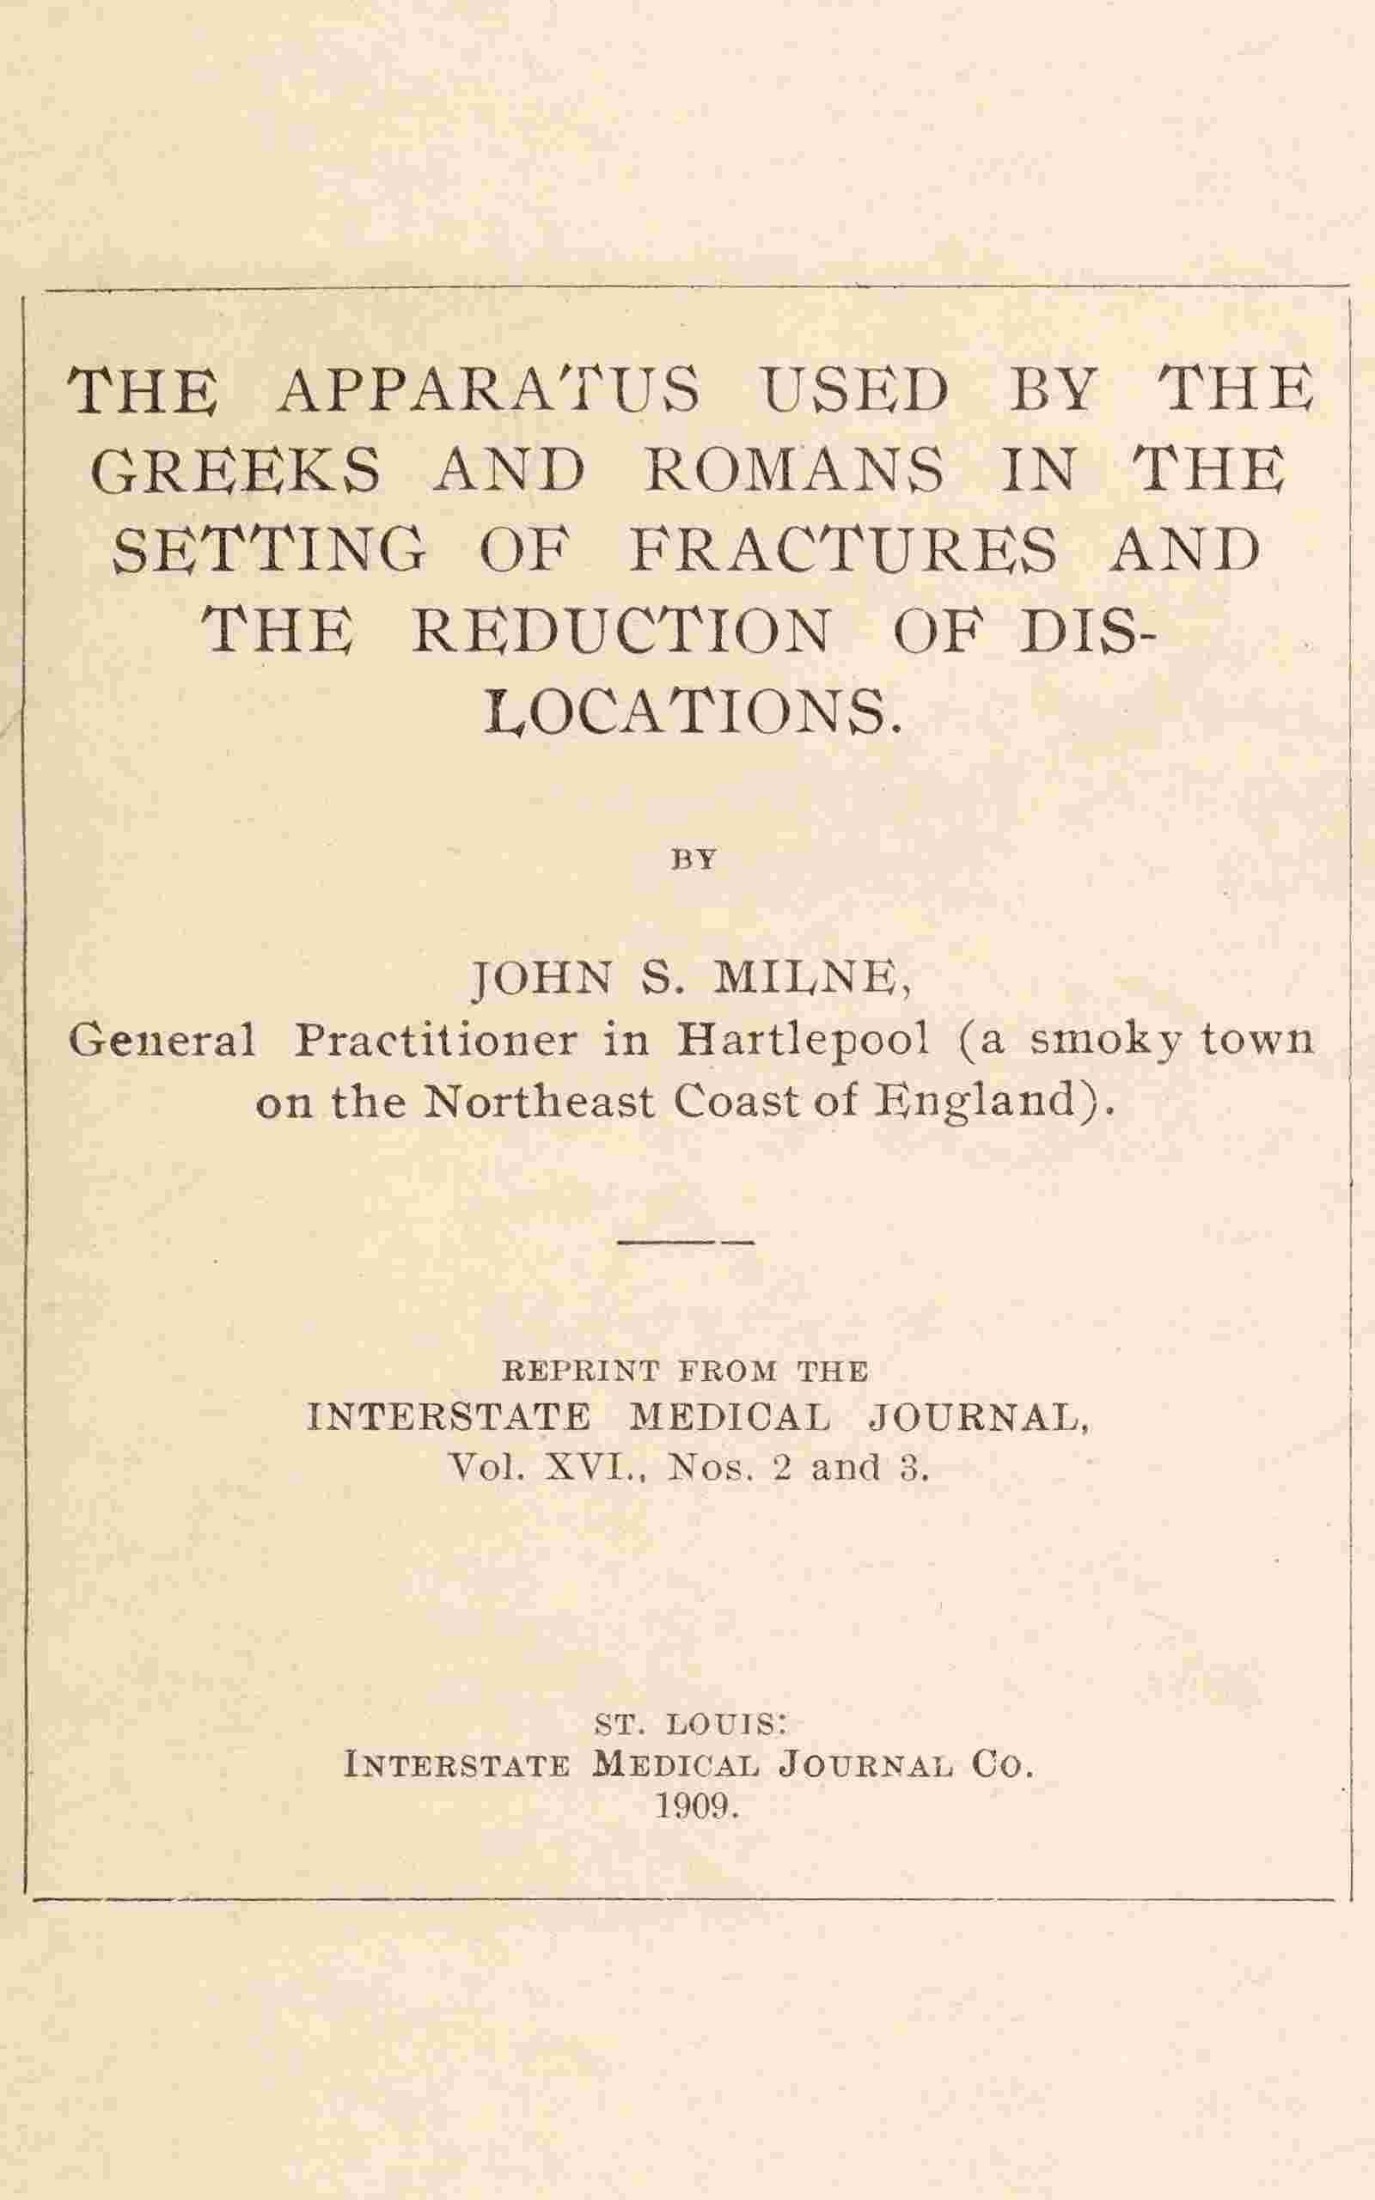 THE APPARATUS USED BY THE
GREEKS AND ROMANS IN THE
SETTING OF FRACTURES AND
THE REDUCTION OF DIS-
LOCATIONS.
BY
JOHN S. MILNE,
General Practitioner in Hartlepool (a smoky town
on the Northeast Coast of England).
REPRINT FROM THE
INTERSTATE MEDICAL JOURNAL,
Vol. XVI., Nos. 2 and 3.
ST. LOUIS:
INTERSTATE MEDICAL JOURNAL CO.
1909.